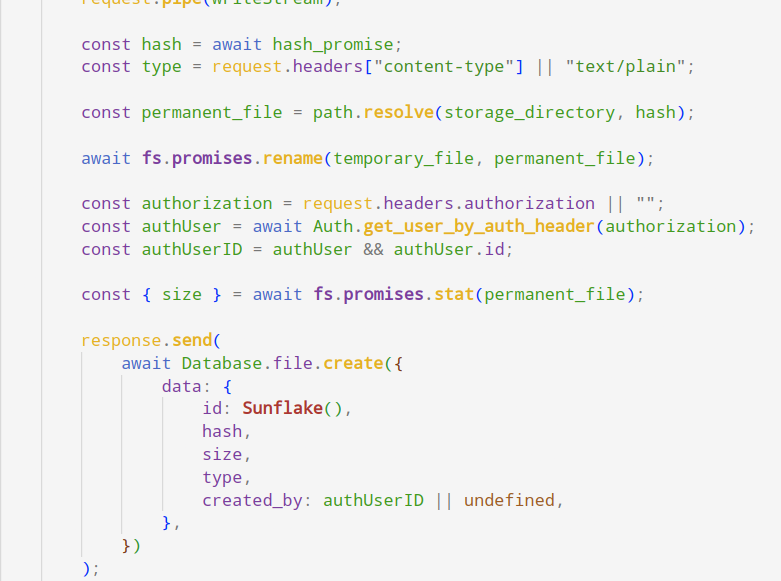 request.pipe(writeStream);
const hash = await hash_promise;
const type = request.headers["content-type"] || "text/plain";
const permanent_file = path.resolve(storage_directory, hash);
await fs.promises.rename(temporary_file, permanent_file);
const authorization = request.headers.authorization || "";
const authUser = await Auth.get_user_by_auth_header(authorization);
const authUserID = authUser && authUser.id;
const { size } = await fs.promises.stat(permanent_file);
response.send(
await Database.file.create({
data: {
id: Sunflake(),
hash,
size,
type,
created_by: authUserID || undefined,
},
})
);